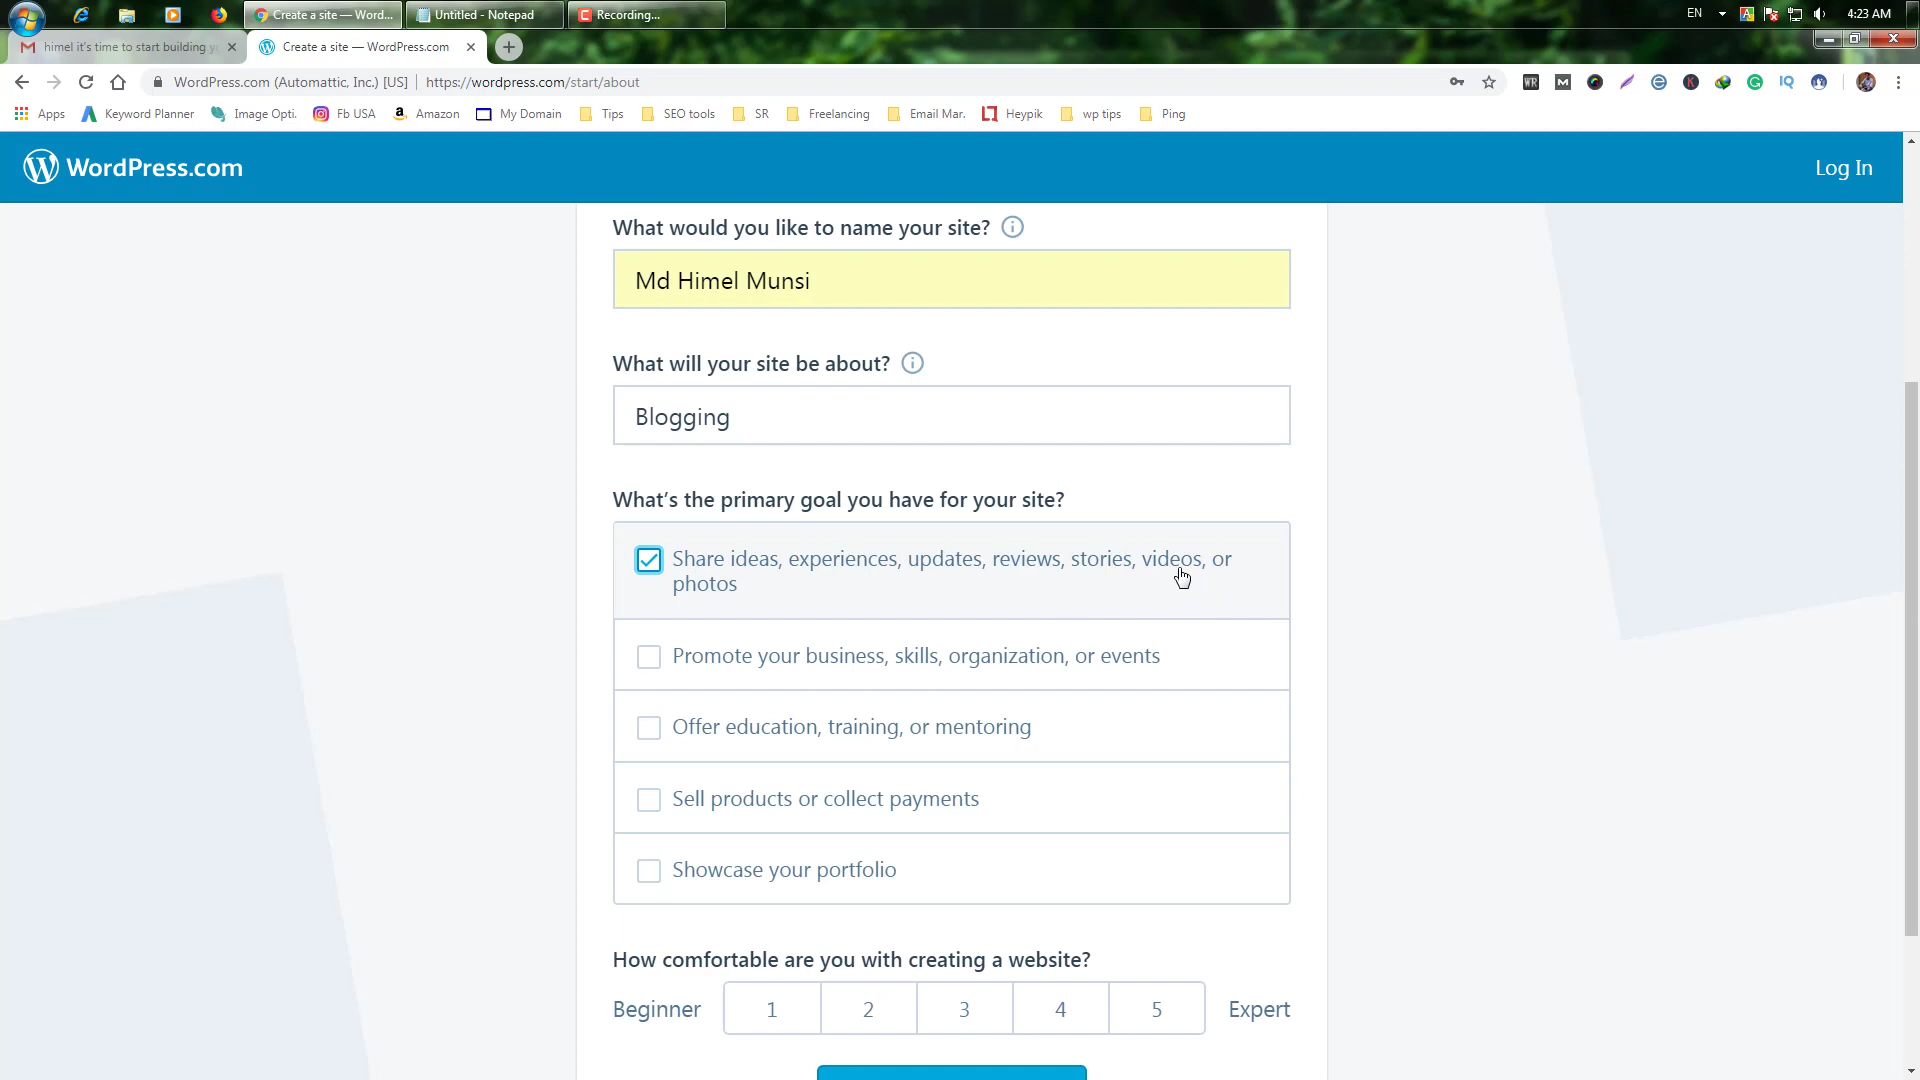 Create a site — Word...
Untitled - Notepad
Recording...
EN
4:23 AM
himel it's time to start building y
Create a site — WordPress.com
WordPress.com (Automattic, Inc.) [US]
https://wordpress.com/start/about
Apps
Keyword Planner
Image Opti.
Fb USA
Amazon
My Domain
Tips
SEO tools
SR
Freelancing
Email Mar.
Heypik
wp tips
Ping
WordPress.com
Log In
What would you like to name your site?
Md Himel Munsi
What will your site be about?
Blogging
What's the primary goal you have for your site?
Share ideas, experiences, updates, reviews, stories, videos, or
photos
Promote your business, skills, organization, or events
Offer education, training, or mentoring
Sell products or collect payments
Showcase your portfolio
How comfortable are you with creating a website?
Beginner 1 2 3 4 5 Expert